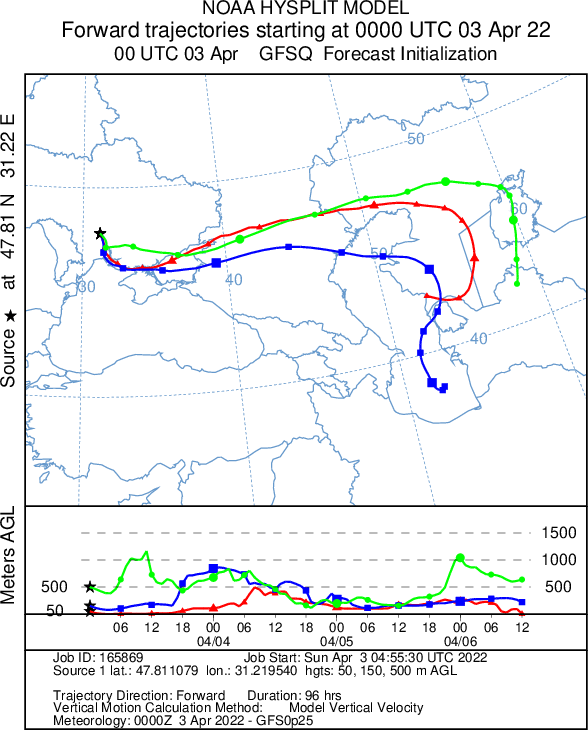 NOAA HYSPLIT MODEL
Forward trajectories starting at 0000 UTC 03 Apr 22
00 UTC 03 Apr GFSQ Forecast Initialization
Source ★ at 47.81 N 31.22 E
50
60
50
30
40
40
Meters AGL
1500
1000
500
500
50
06 12 18 00 06 12 18 00 06 12 18 00 06 12
04/04 04/05 04/06
Job ID: 165869 Job Start: Sun Apr 3 04:55:30 UTC 2022
Source 1 lat.: 47.811079 lon.: 31.219540 hgts: 50, 150, 500 m AGL
Trajectory Direction: Forward Duration: 96 hrs
Vertical Motion Calculation Method: Model Vertical Velocity
Meteorology: 0000Z 3 Apr 2022 - GFS0p25